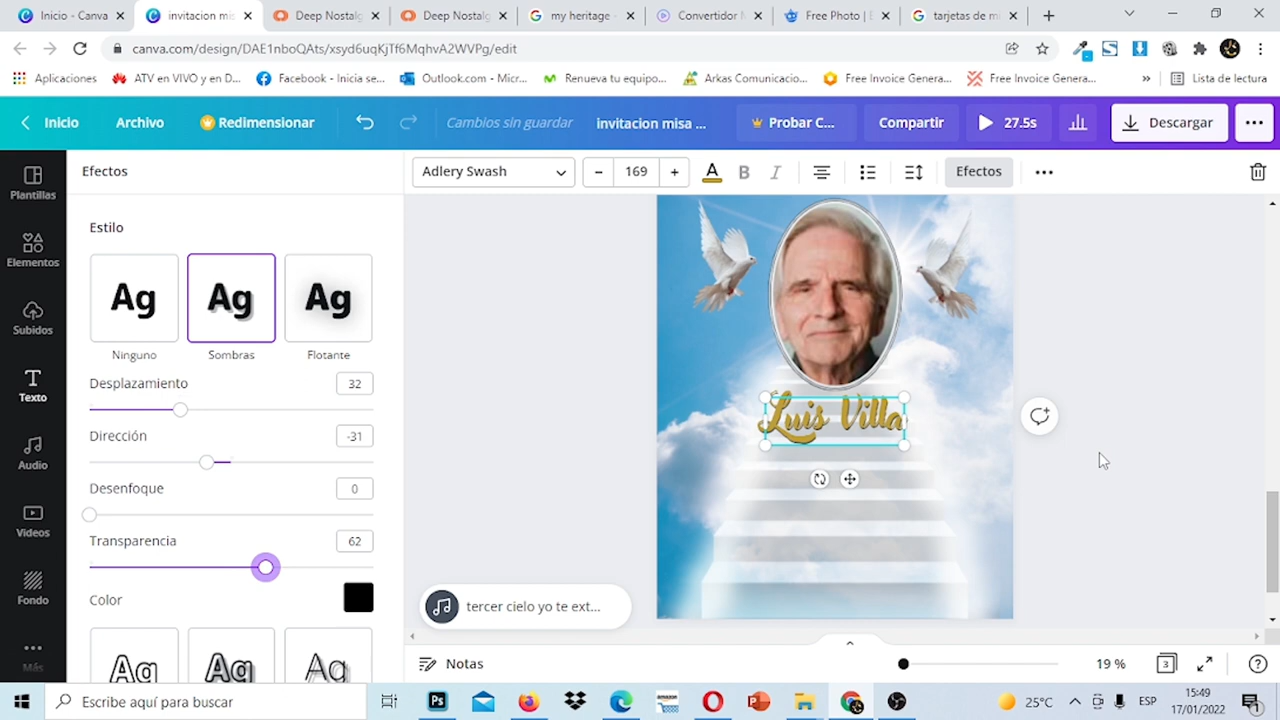 Inicio - Canva
invitacion mis
Deep Nostalg
Deep Nostalg
my heritage -
Convertidor M
Free Photo | E
tarjetas de m
canva.com/design/DAE1nboQAts/xsyd6uqKjTf6MqhvA2WVPg/edit
Aplicaciones
ATV en VIVO y en D...
Facebook - Inicia se...
Outlook.com - Micr...
Renueva tu equipo...
Arkas Comunicacio...
Free Invoice Genera...
Free Invoice Genera...
»
Lista de lectura
Inicio
Archivo
Redimensionar
Cambios sin guardar
invitacion misa ...
Probar C...
Compartir
27.5s
Descargar
Plantillas
Elementos
Subidos
Texto
Audio
Videos
Fondo
Más
Efectos
Estilo
Ag
Ag
Ag
Ninguno
Sombras
Flotante
Desplazamiento
32
Dirección
-31
Desenfoque
0
Transparencia
62
Color
Ag
Ag
Ag
Adlery Swash
– 169 +
A
B
I
Efectos
Luis Villa
tercer cielo yo te ext...
Notas
19 %
3
?
Escribe aquí para buscar
Ps
amazon
25°C
ESP
15:49
17/01/2022
1